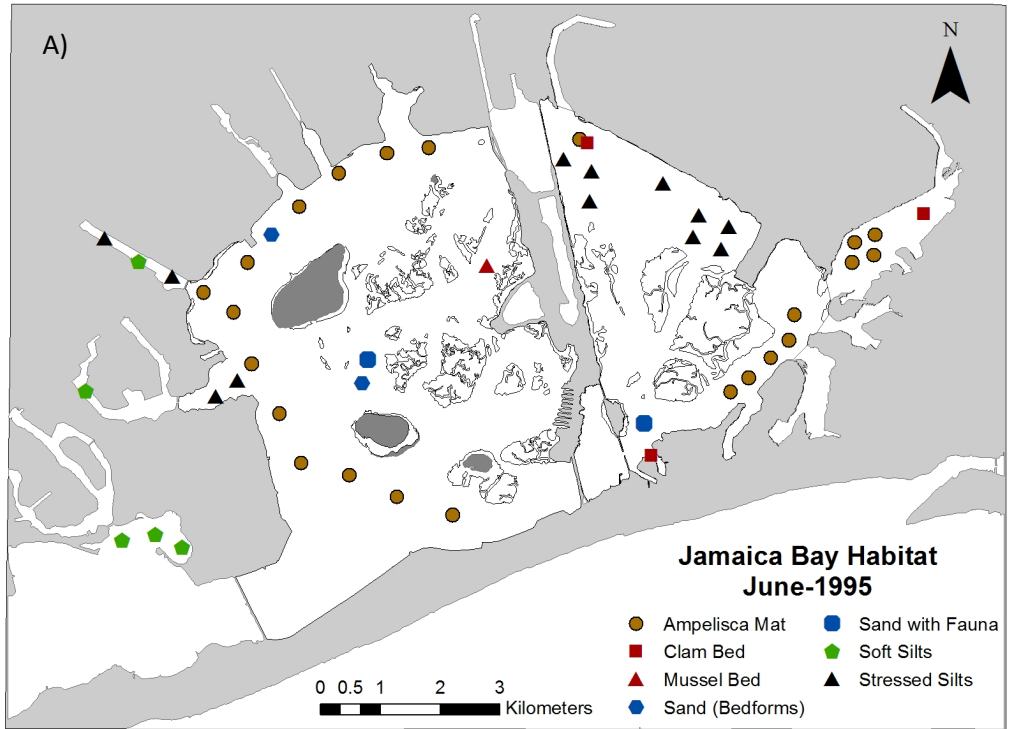 A)
N
Jamaica Bay Habitat
June-1995
Ampelisca Mat
Clam Bed
Mussel Bed
Sand (Bedforms)
Sand with Fauna
Soft Silts
Stressed Silts
0 0.5 1 2 3
Kilometers